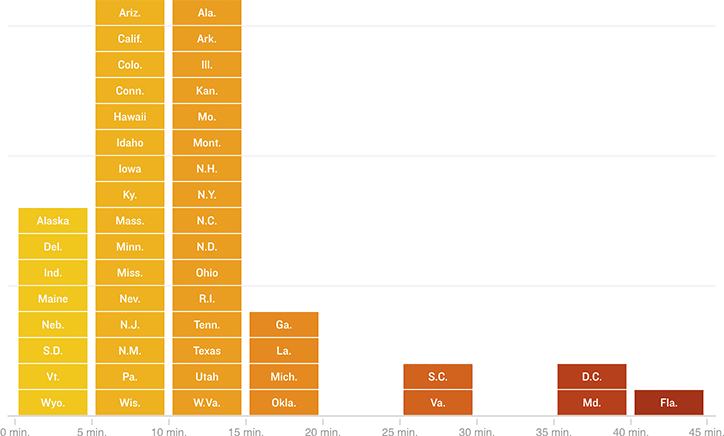 Ariz. Ala.
Calif. Ark.
Colo. Ill.
Conn. Kan.
Hawaii Mo.
Idaho Mont.
Iowa N.H.
Ky. N.Y.
Alaska Mass. N.C.
Del. Minn. N.D.
Ind. Miss. Ohio
Maine Nev. R.I.
Neb. N.J. Tenn. Ga.
S.D. N.M. Texas La.
Vt. Pa. Utah Mich. S.C. D.C.
Wyo. Wis. W.Va. Okla. Va. Md. Fla.
0 min. 5 min. 10 min. 15 min. 20 min. 25 min. 30 min. 35 min. 40 min. 45 min.